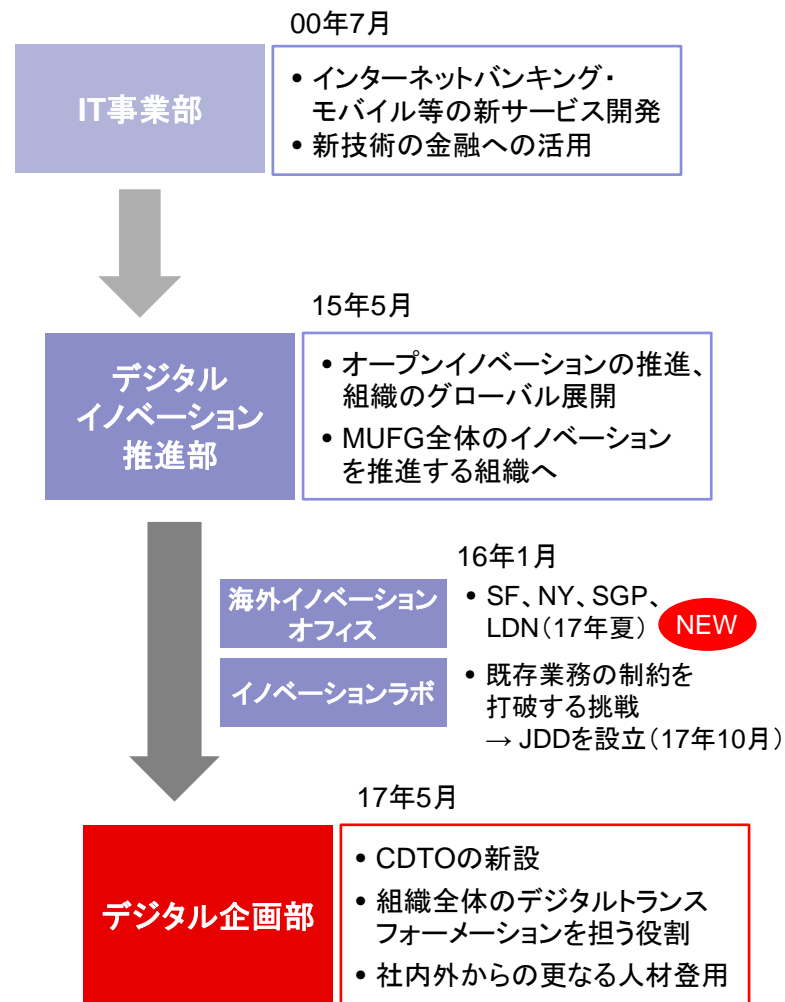 00年7月
IT事業部
• インターネットバンキング・
モバイル等の新サービス開発
• 新技術の金融への活用
15年5月
デジタル
イノベーション
推進部
• オープンイノベーションの推進、
組織のグローバル展開
• MUFG全体のイノベーション
を推進する組織へ
16年1月
海外イノベーション
オフィス
• SF、NY、SGP、
LDN（17年夏）
NEW
イノベーションラボ
• 既存業務の制約を
打破する挑戦
→ JDDを設立（17年10月）
17年5月
デジタル企画部
• CDTOの新設
• 組織全体のデジタルトランス
フォーメーションを担う役割
• 社内外からの更なる人材登用